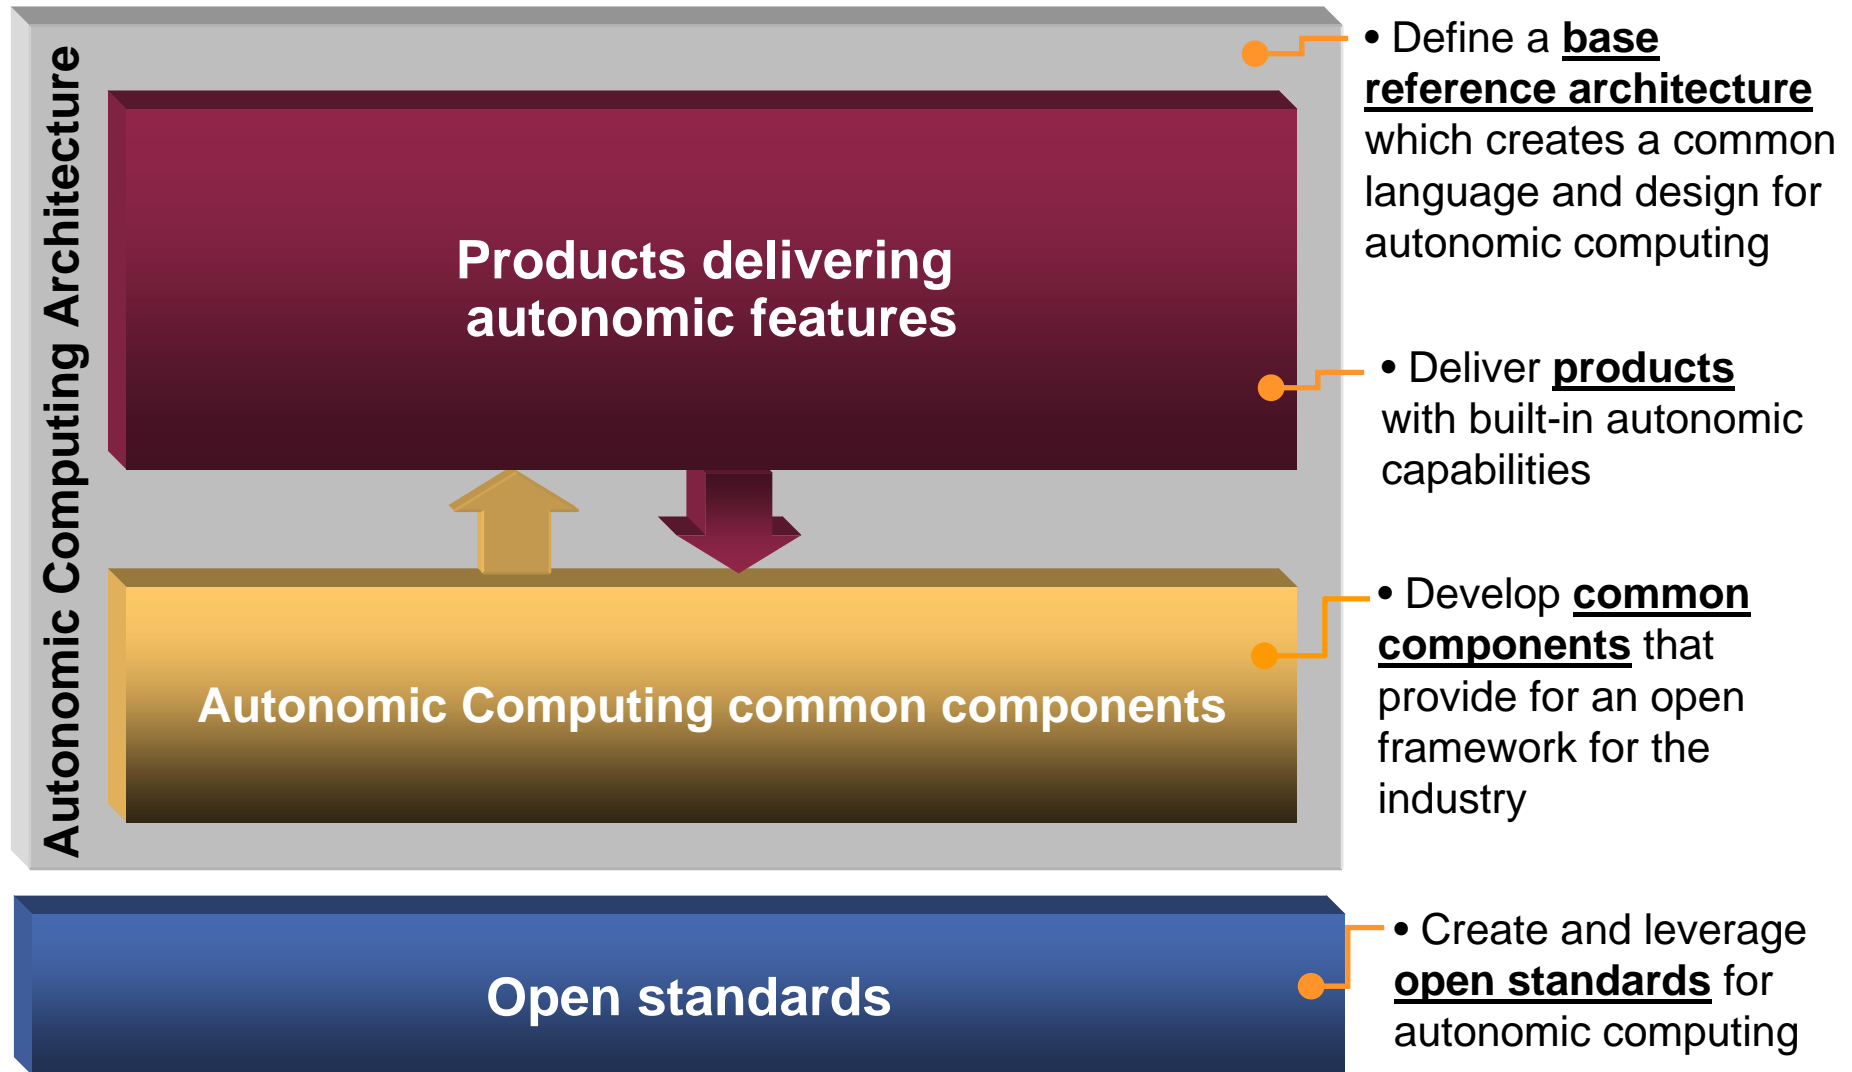 Autonomic Computing Architecture
Products delivering
autonomic features
Autonomic Computing common components
Open standards
• Define a base
reference architecture
which creates a common
language and design for
autonomic computing
• Deliver products
with built-in autonomic
capabilities
• Develop common
components that
provide for an open
framework for the
industry
• Create and leverage
open standards for
autonomic computing